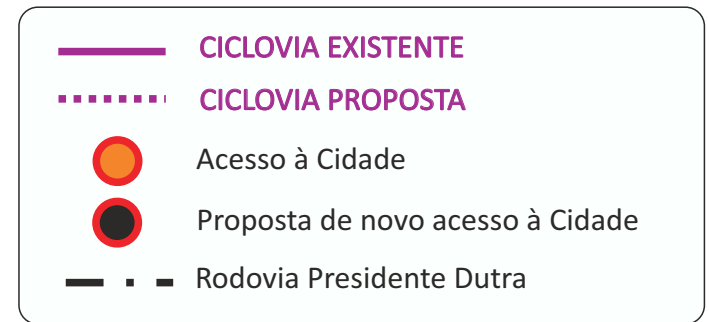 CICLOVIA EXISTENTE
CICLOVIA PROPOSTA
Acesso à Cidade
Proposta de novo acesso à Cidade
Rodovia Presidente Dutra